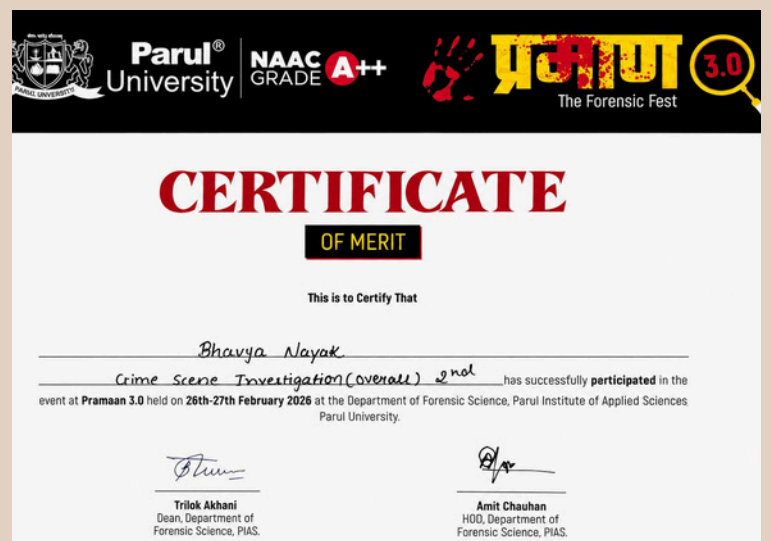 Parul®
University
NAAC
GRADE A++
प्रमाण 3.0
The Forensic Fest
PARUL UNIVERSITY
CERTIFICATE
OF MERIT
This is to Certify That
Bhavya Nayak
Crime Scene Investigation (overall) 2nd has successfully perticipated in the
event at Pramaan 3.0 held on 26th-27th February 2026 at the Department of Forensic Science, Parul Institute of Applied Sciences
Parul University.
Trilok Akhani
Dean, Department of
Forensic Science, PIAS.
Amit Chauhan
HOD, Department of
Forensic Science, PIAS.